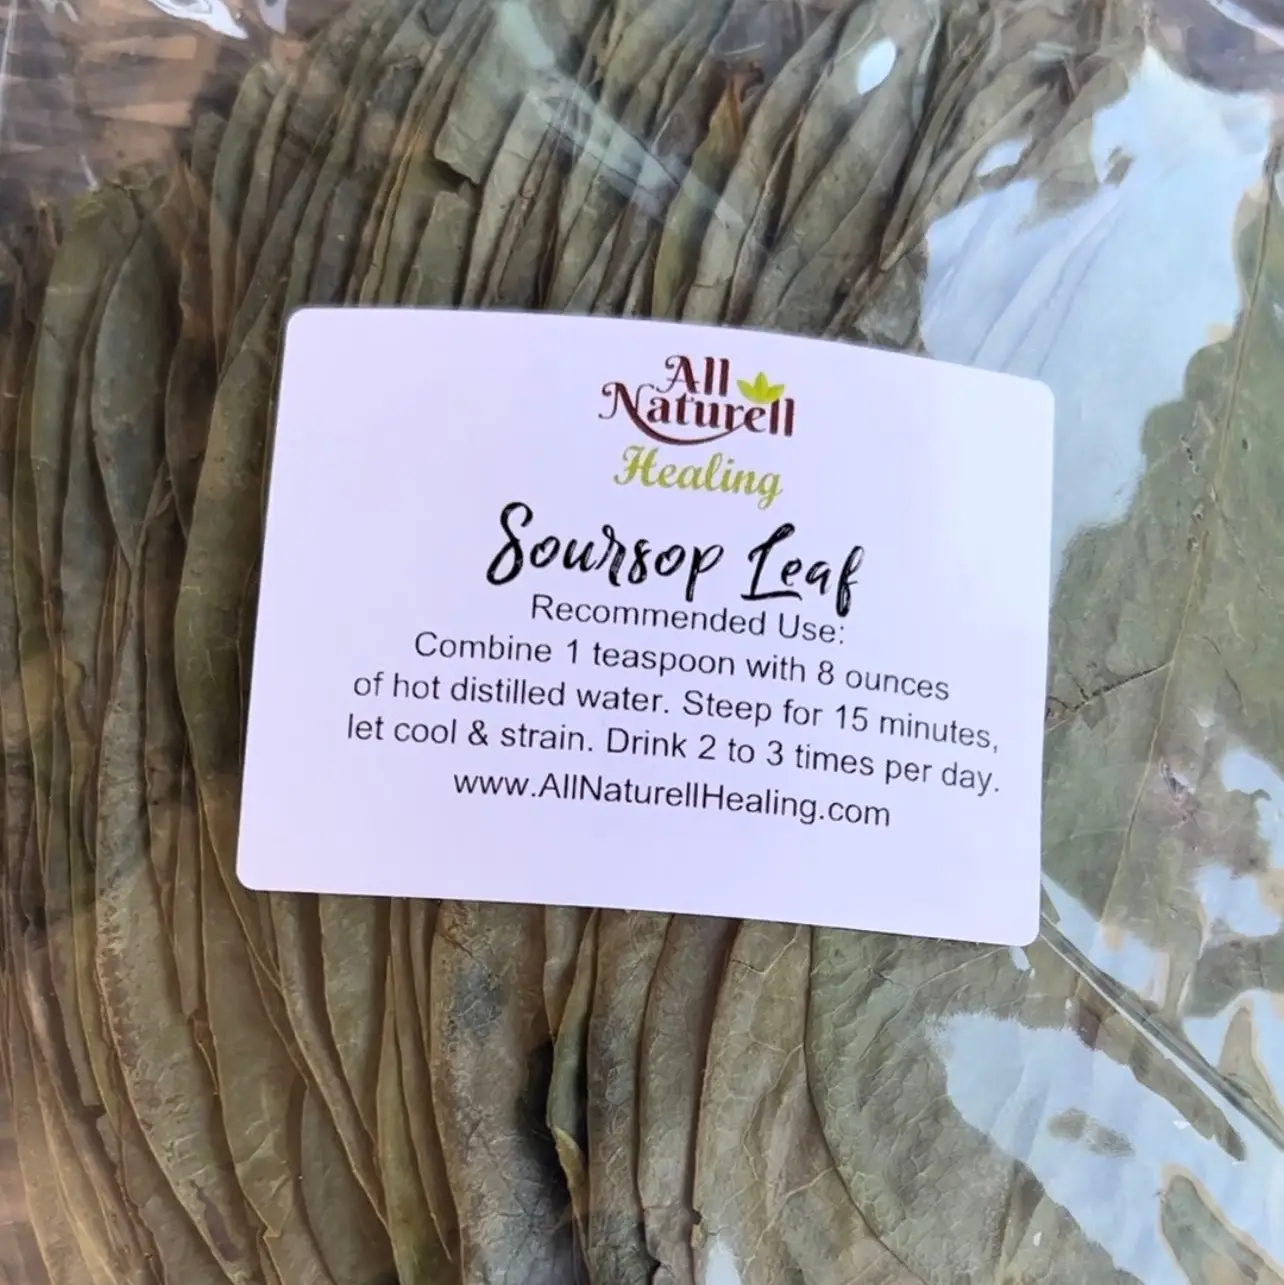 All
Naturell
Healing
Soursop Leaf
Recommended Use:
Combine 1 teaspoon with 8 ounces
of hot distilled water. Steep for 15 minutes,
let cool & strain. Drink 2 to 3 times per day.
www.AllNaturellHealing.com